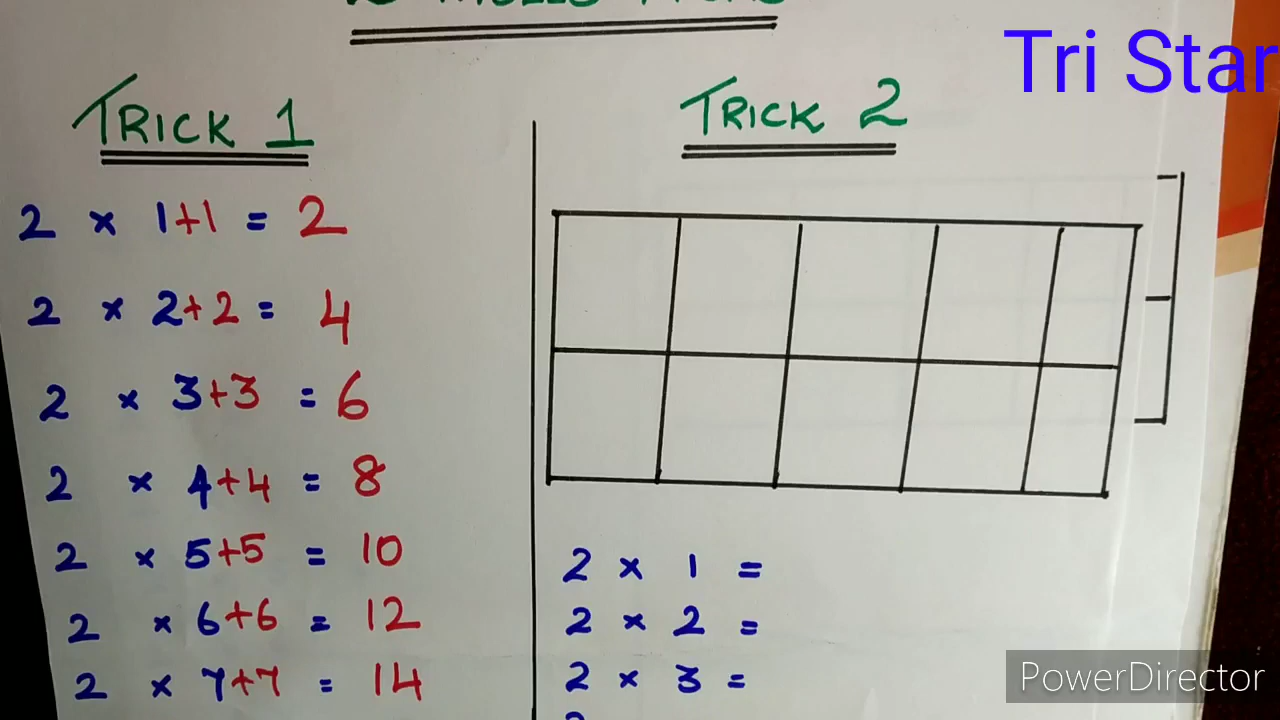 Tri Star
TRICK 1
2 × 1+1 = 2
2 × 2+2 = 4
2 × 3+3 = 6
2 × 4+4 = 8
2 × 5+5 = 10
2 × 6+6 = 12
2 × 7+7 = 14
TRICK 2
2 × 1 =
2 × 2 =
2 × 3 =
PowerDirector